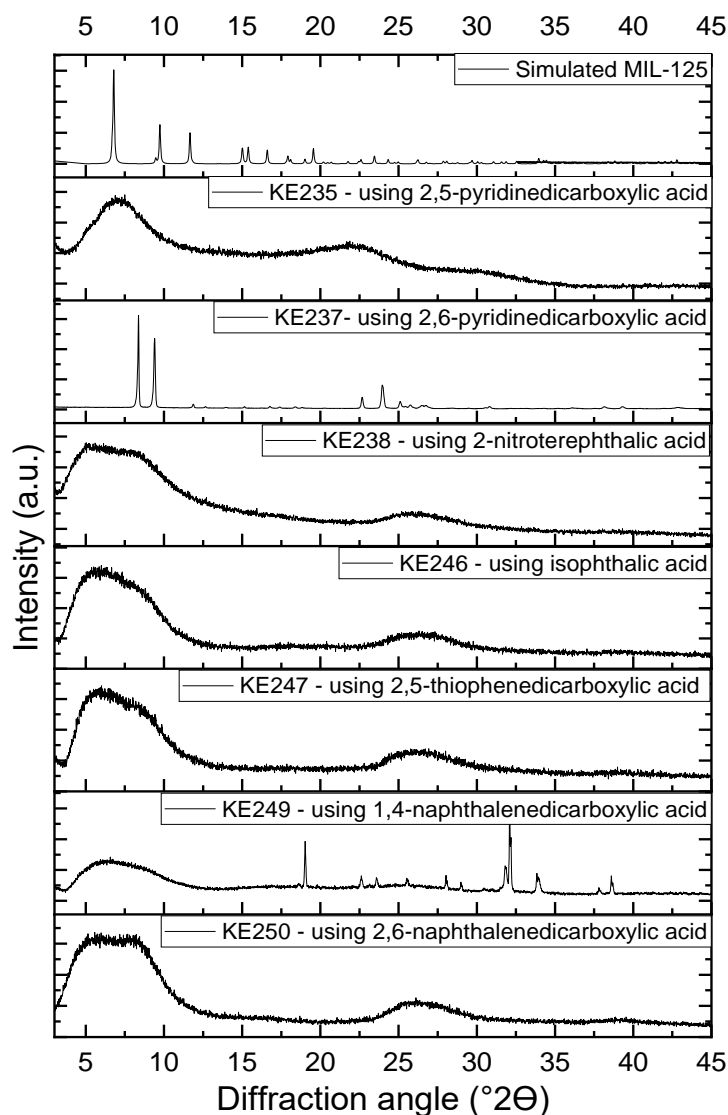 5 10 15 20 25 30 35 40 45
Simulated MIL-125
KE235 - using 2,5-pyridinedicarboxylic acid
KE237- using 2,6-pyridinedicarboxylic acid
KE238 - using 2-nitroterephthalic acid
KE246 - using isophthalic acid
KE247 - using 2,5-thiophenedicarboxylic acid
KE249 - using 1,4-naphthalenedicarboxylic acid
KE250 - using 2,6-naphthalenedicarboxylic acid
Intensity (a.u.)
5 10 15 20 25 30 35 40 45
Diffraction angle (°2ϴ)